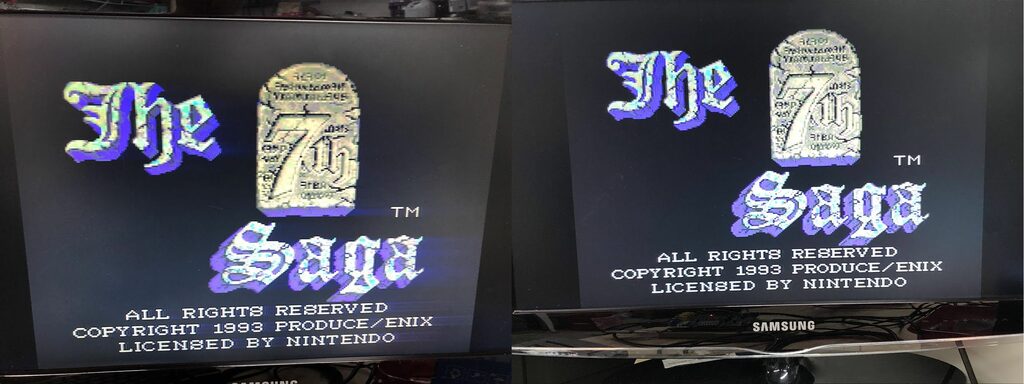 The
7th
TM
Saga
ALL RIGHTS RESERVED
COPYRIGHT 1993 PRODUCE/ENIX
LICENSED BY NINTENDO
SAMSUNG
The
7th
TM
Saga
ALL RIGHTS RESERVED
COPYRIGHT 1993 PRODUCE/ENIX
LICENSED BY NINTENDO
SAMSUNG